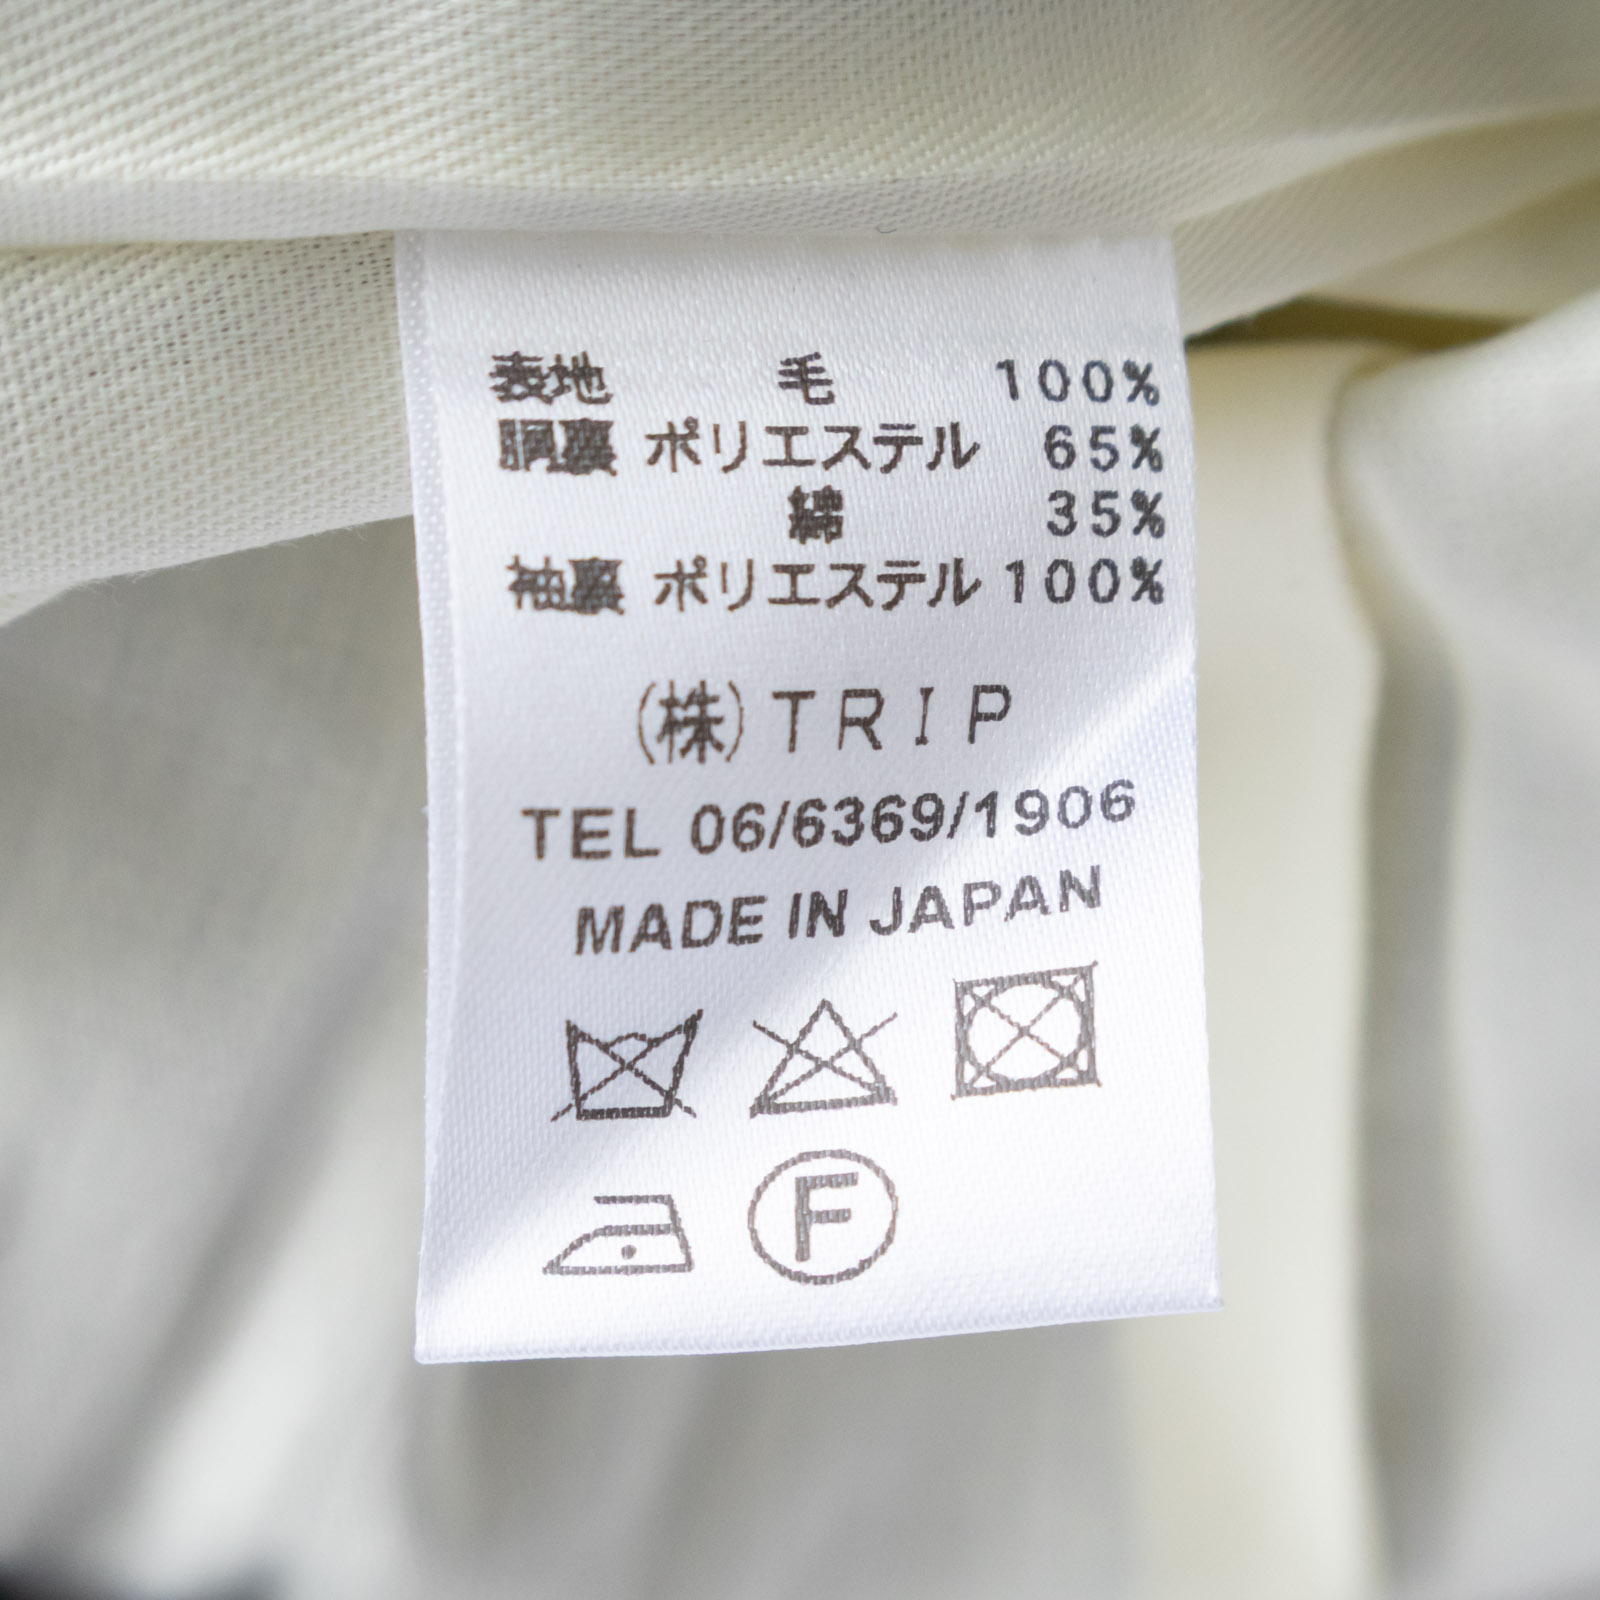 表地 毛 100%
胴裏 ポリエステル 65%
綿 35%
袖裏 ポリエステル 100%
(株)TRIP
TEL 06/6369/1906
MADE IN JAPAN
F